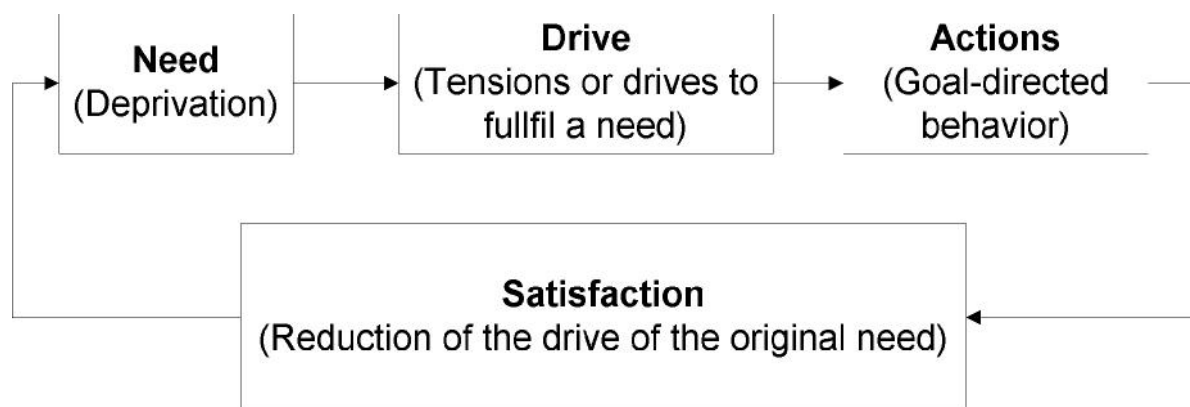 Need
(Deprivation)
Drive
(Tensions or drives to
fullfil a need)
Actions
(Goal-directed
behavior)
Satisfaction
(Reduction of the drive of the original need)